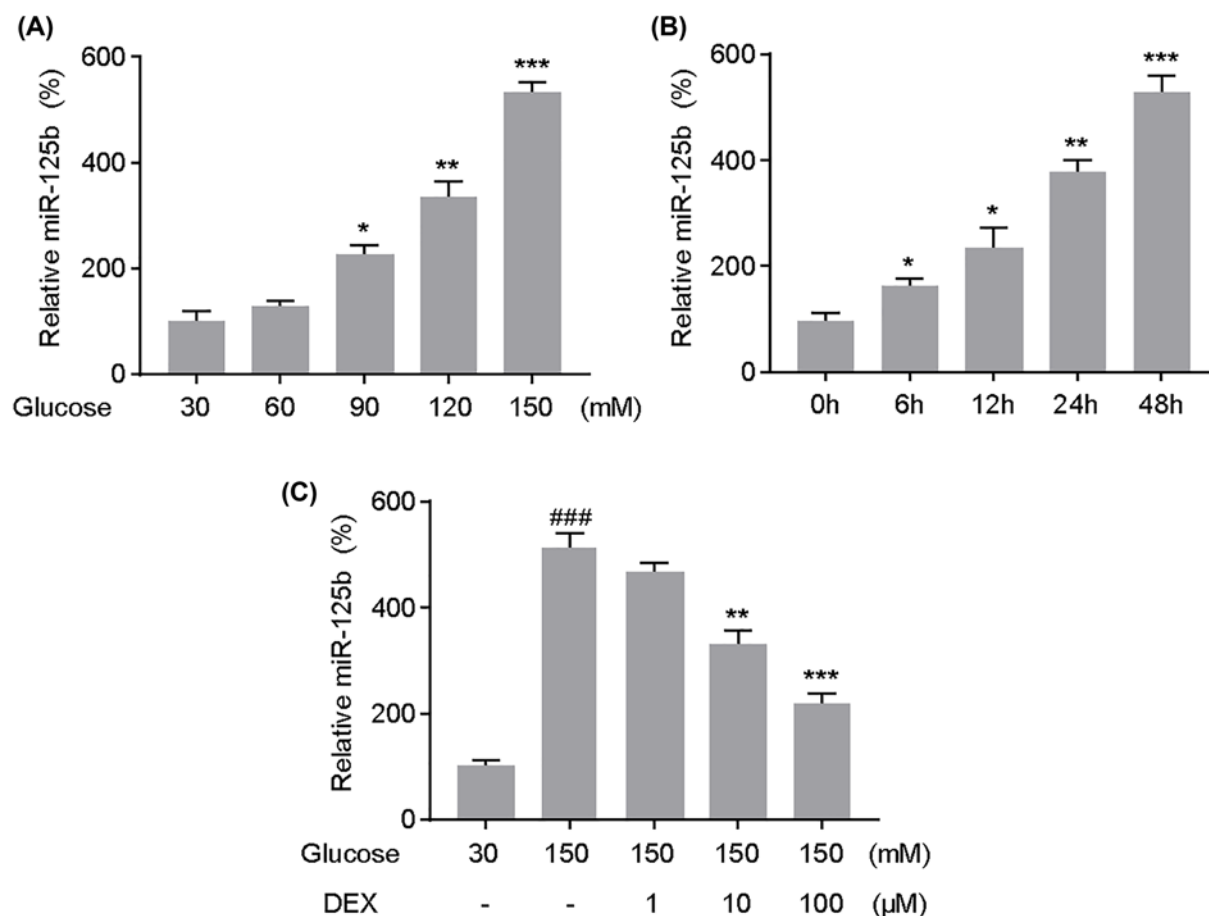 (A)
Relative miR-125b (%)
600
400
200
0
*
**
***
Glucose 30 60 90 120 150 (mM)
(B)
Relative miR-125b (%)
600
400
200
0
*
*
**
***
0h 6h 12h 24h 48h
(C)
Relative miR-125b (%)
600
400
200
0
###
**
***
Glucose 30 150 150 150 150 (mM)
DEX - - 1 10 100 (µM)